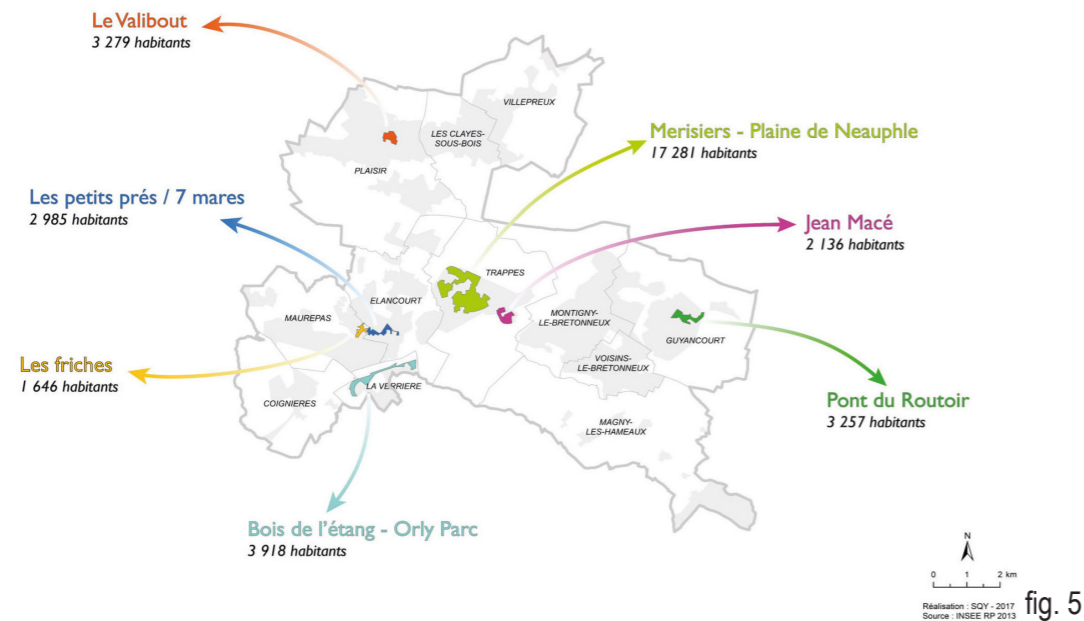 Le Valibout
3 279 habitants
VILLEPREUX
LES CLAYES-
SOUS-BOIS
PLAISIR
Merisiers - Plaine de Neauphle
17 281 habitants
Les petits prés / 7 mares
2 985 habitants
Jean Macé
2 136 habitants
TRAPPES
ELANCOURT
MAUREPAS
MONTIGNY-
LE-BRETONNEUX
GUYANCOURT
VOISINS-
LE-BRETONNEUX
Les friches
1 646 habitants
LA VERRIERE
COIGNIERES
Pont du Routoir
3 257 habitants
MAGNY-
LES-HAMEAUX
Bois de l'étang - Orly Parc
3 918 habitants
N
0 1 2 km
Réalisation : SQY - 2017
Source : INSEE RP 2013
fig. 5